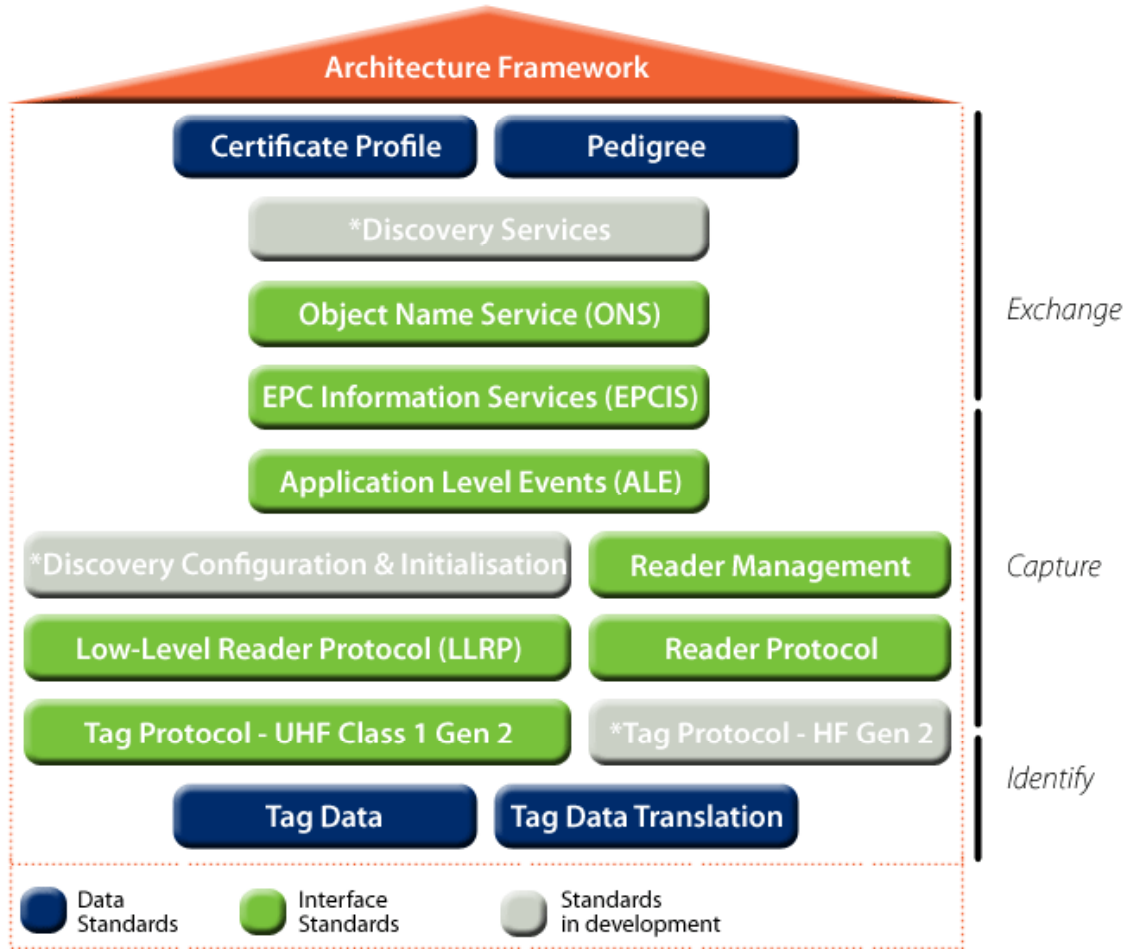 Architecture Framework
Certificate Profile
Pedigree
*Discovery Services
Object Name Service (ONS)
Exchange
EPC Information Services (EPCIS)
Application Level Events (ALE)
*Discovery Configuration & Initialisation
Reader Management
Capture
Low-Level Reader Protocol (LLRP)
Reader Protocol
Tag Protocol - UHF Class 1 Gen 2
*Tag Protocol - HF Gen 2
Identify
Tag Data
Tag Data Translation
Data
Standards
Interface
Standards
Standards
in development